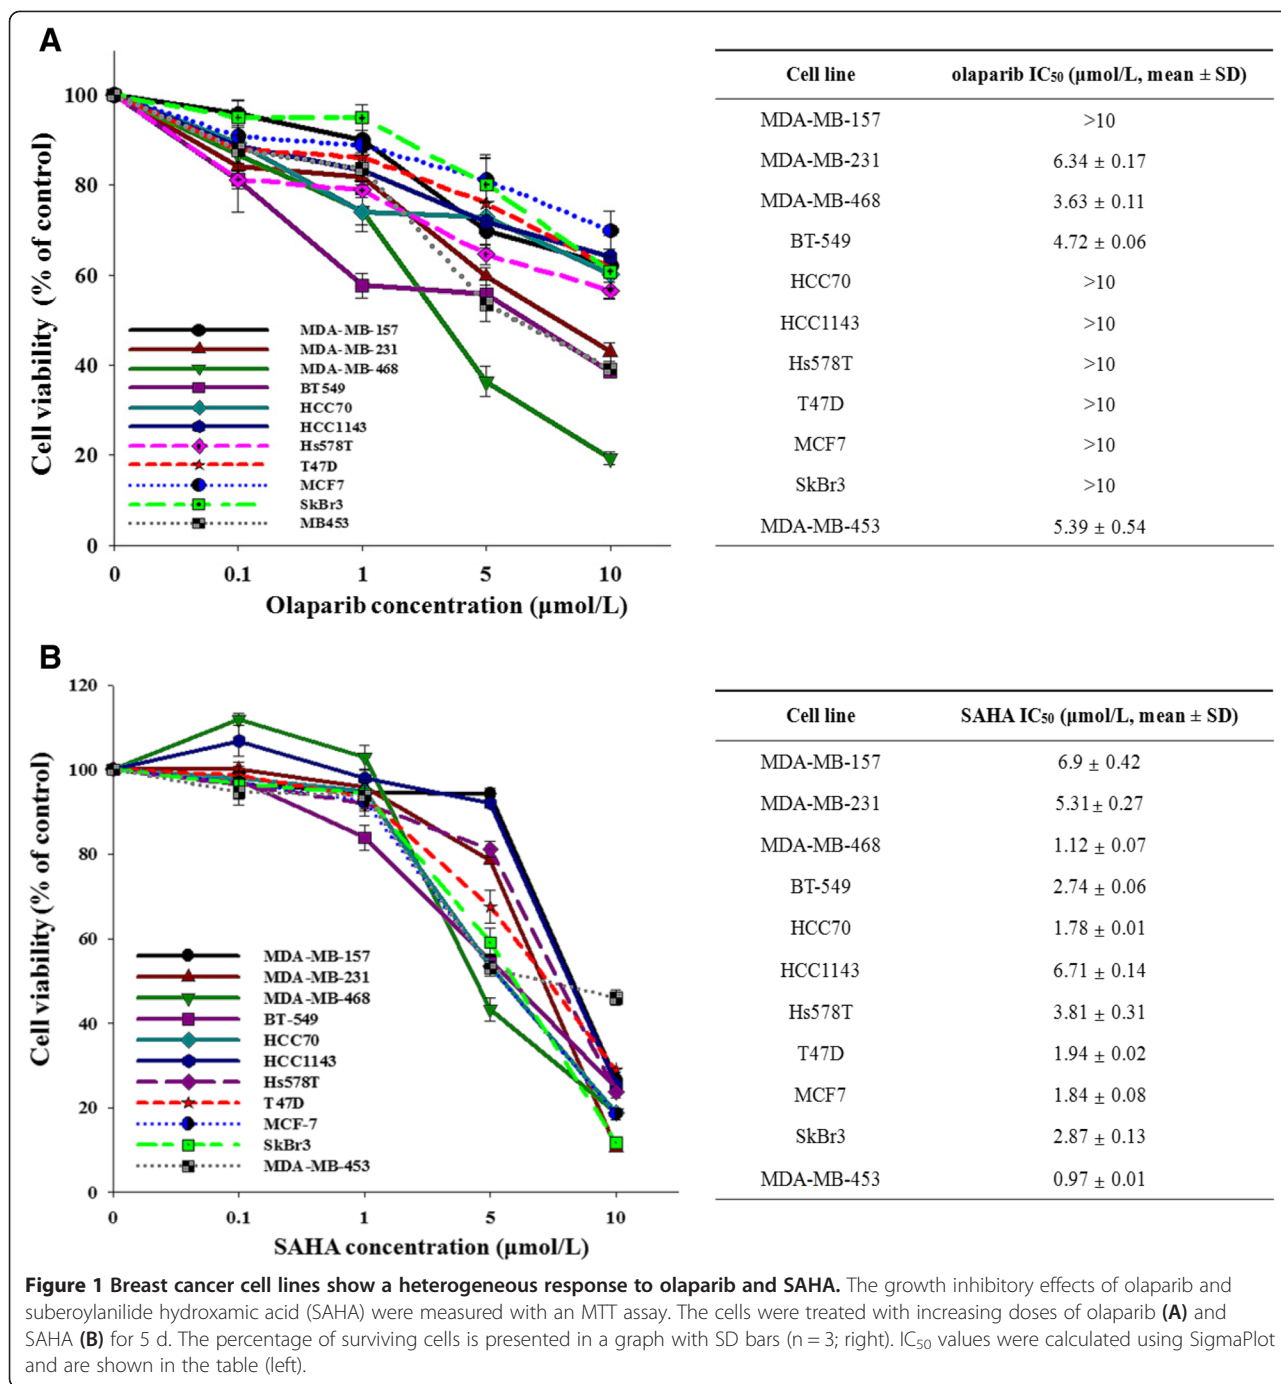 A
Cell viability (% of control)
100
80
60
40
20
0
MDA-MB-157
MDA-MB-231
MDA-MB-468
BT549
HCC70
HCC1143
Hs578T
T47D
MCF7
SkBr3
MB453
0 0.1 1 5 10
Olaparib concentration (µmol/L)
Cell line olaparib IC50 (µmol/L, mean ± SD)
MDA-MB-157 >10
MDA-MB-231 6.34 ± 0.17
MDA-MB-468 3.63 ± 0.11
BT-549 4.72 ± 0.06
HCC70 >10
HCC1143 >10
Hs578T >10
T47D >10
MCF7 >10
SkBr3 >10
MDA-MB-453 5.39 ± 0.54
B
Cell viability (% of control)
120
100
80
60
40
20
0
MDA-MB-157
MDA-MB-231
MDA-MB-468
BT-549
HCC70
HCC1143
Hs578T
T47D
MCF-7
SkBr3
MDA-MB-453
0 0.1 1 5 10
SAHA concentration (µmol/L)
Cell line SAHA IC50 (µmol/L, mean ± SD)
MDA-MB-157 6.9 ± 0.42
MDA-MB-231 5.31 ± 0.27
MDA-MB-468 1.12 ± 0.07
BT-549 2.74 ± 0.06
HCC70 1.78 ± 0.01
HCC1143 6.71 ± 0.14
Hs578T 3.81 ± 0.31
T47D 1.94 ± 0.02
MCF7 1.84 ± 0.08
SkBr3 2.87 ± 0.13
MDA-MB-453 0.97 ± 0.01
Figure 1 Breast cancer cell lines show a heterogeneous response to olaparib and SAHA. The growth inhibitory effects of olaparib and
suberoylanilide hydroxamic acid (SAHA) were measured with an MTT assay. The cells were treated with increasing doses of olaparib (A) and
SAHA (B) for 5 d. The percentage of surviving cells is presented in a graph with SD bars (n = 3; right). IC50 values were calculated using SigmaPlot
and are shown in the table (left).